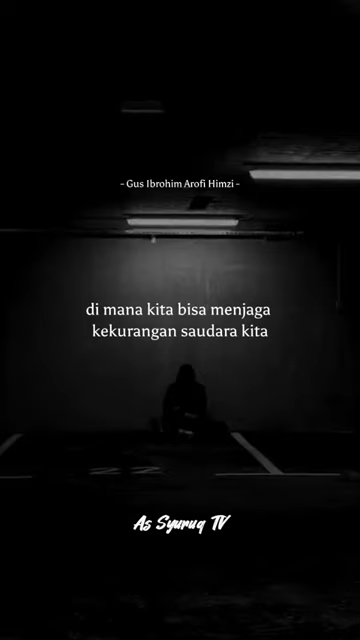 - Gus Ibrohim Arofi Himzi -
di mana kita bisa menjaga
kekurangan saudara kita
As Syuruq TV